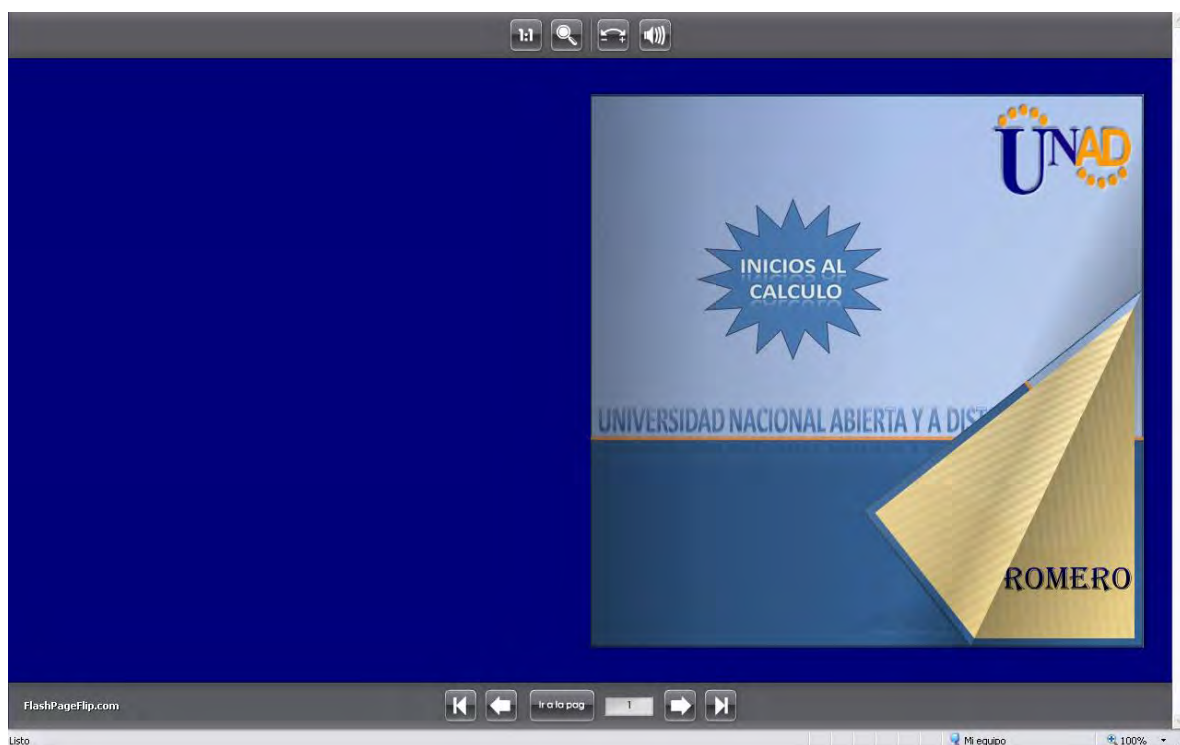 1:1
UNAD
INICIOS AL
CALCULO
UNIVERSIDAD NACIONAL ABIERTA Y A DIST
ROMERO
FlashPageFlip.com
Ir a la pag
1
Listo
Mi equipo
100%